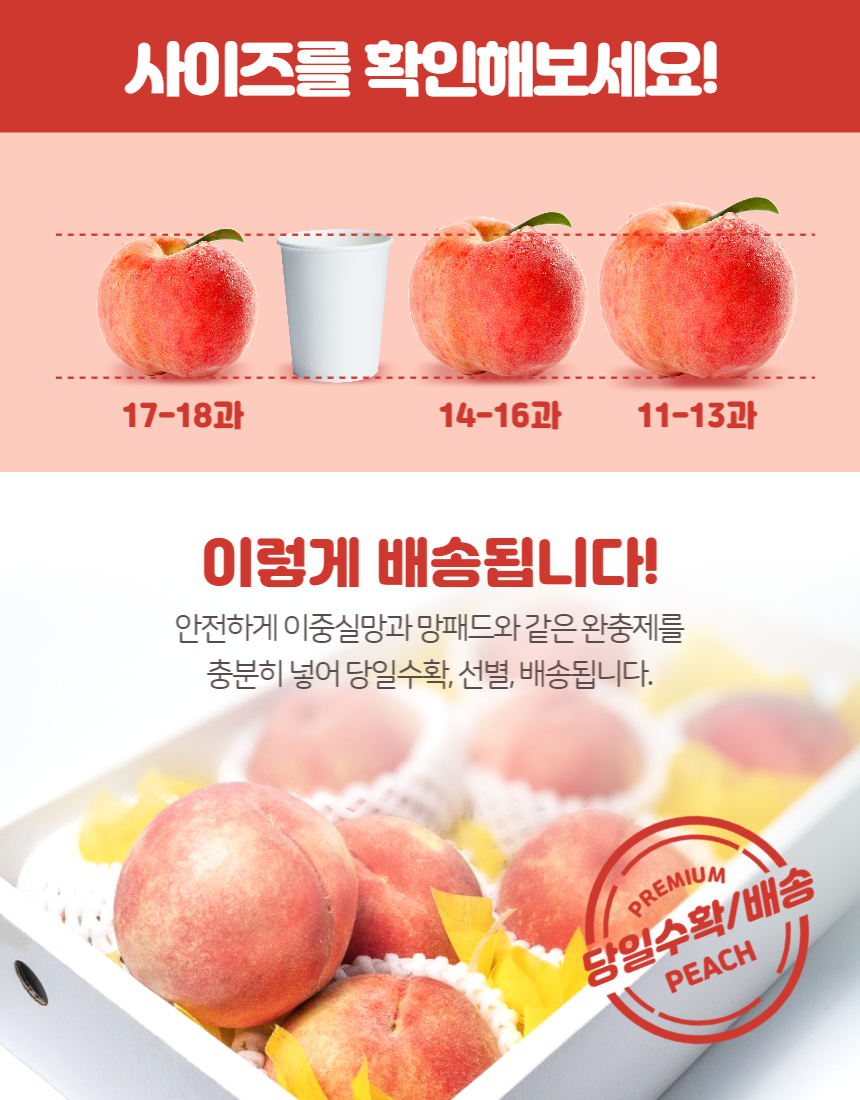 사이즈를 확인해보세요!
17-18과
14-16과
11-13과
이렇게 배송됩니다!
안전하게 이중실망과 망패드와 같은 완충제를
충분히 넣어 당일수확, 선별, 배송됩니다.
PREMIUM
당일수확/배송
PEACH